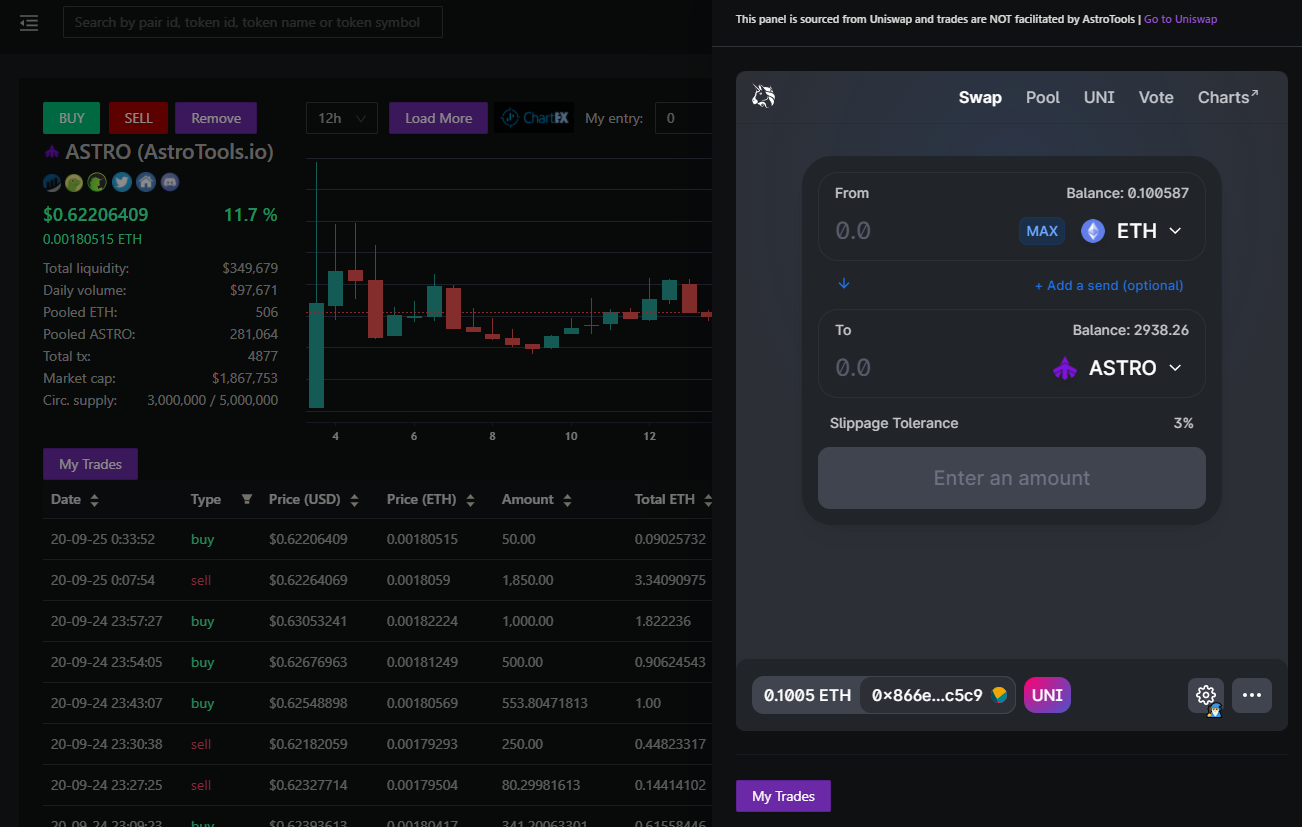 Search by pair id, token id, token name or token symbol
BUY SELL Remove
ASTRO (AstroTools.io)
$0.62206409 11.7 %
0.00180515 ETH
Total liquidity: $349,679
Daily volume: $97,671
Pooled ETH: 506
Pooled ASTRO: 281,064
Total tx: 4877
Market cap: $1,867,753
Circ. supply: 3,000,000 / 5,000,000
12h Load More ChartEX My entry: 0
4 6 8 10 12
My Trades
Date Type Price (USD) Price (ETH) Amount Total ETH
20-09-25 0:33:52 buy $0.62206409 0.00180515 50.00 0.09025732
20-09-25 0:07:54 sell $0.62264069 0.0018059 1,850.00 3.34090975
20-09-24 23:57:27 buy $0.63053241 0.00182224 1,000.00 1.822236
20-09-24 23:54:05 buy $0.62676963 0.00181249 500.00 0.90624543
20-09-24 23:43:07 buy $0.62548898 0.00180569 553.80471813 1.00
20-09-24 23:30:38 sell $0.62182059 0.00179293 250.00 0.44823317
20-09-24 23:27:25 sell $0.62327714 0.00179504 80.29981613 0.14414102
20-09-24 23:09:23 buy $0.62393613 0.00180417 341.20063301 0.61558446
This panel is sourced from Uniswap and trades are NOT facilitated by AstroTools | Go to Uniswap
Swap Pool UNI Vote Charts↗
From Balance: 0.100587
0.0 MAX ETH
+ Add a send (optional)
To Balance: 2938.26
0.0 ASTRO
Slippage Tolerance 3%
Enter an amount
0.1005 ETH 0×866e...c5c9 UNI
My Trades